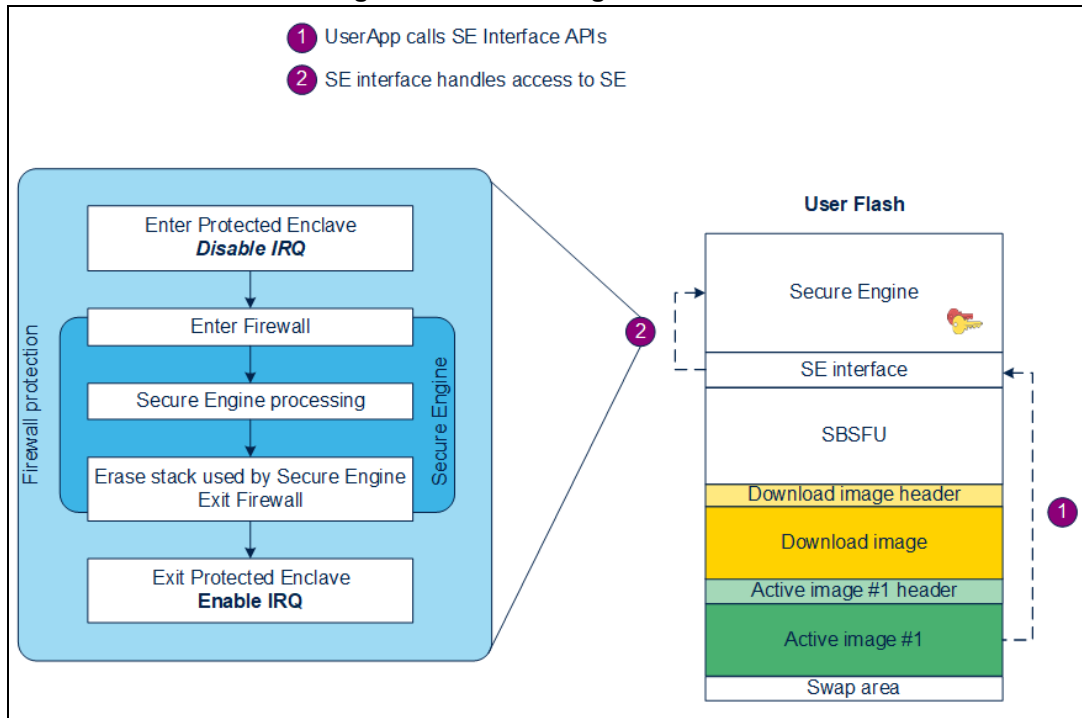 1 UserApp calls SE Interface APIs
2 SE interface handles access to SE
Firewall protection
Enter Protected Enclave
Disable IRQ
Enter Firewall
Secure Engine processing
Erase stack used by Secure Engine
Exit Firewall
Secure Engine
Exit Protected Enclave
Enable IRQ
2
User Flash
Secure Engine
SE interface
SBSFU
Download image header
Download image
Active image #1 header
Active image #1
Swap area
1